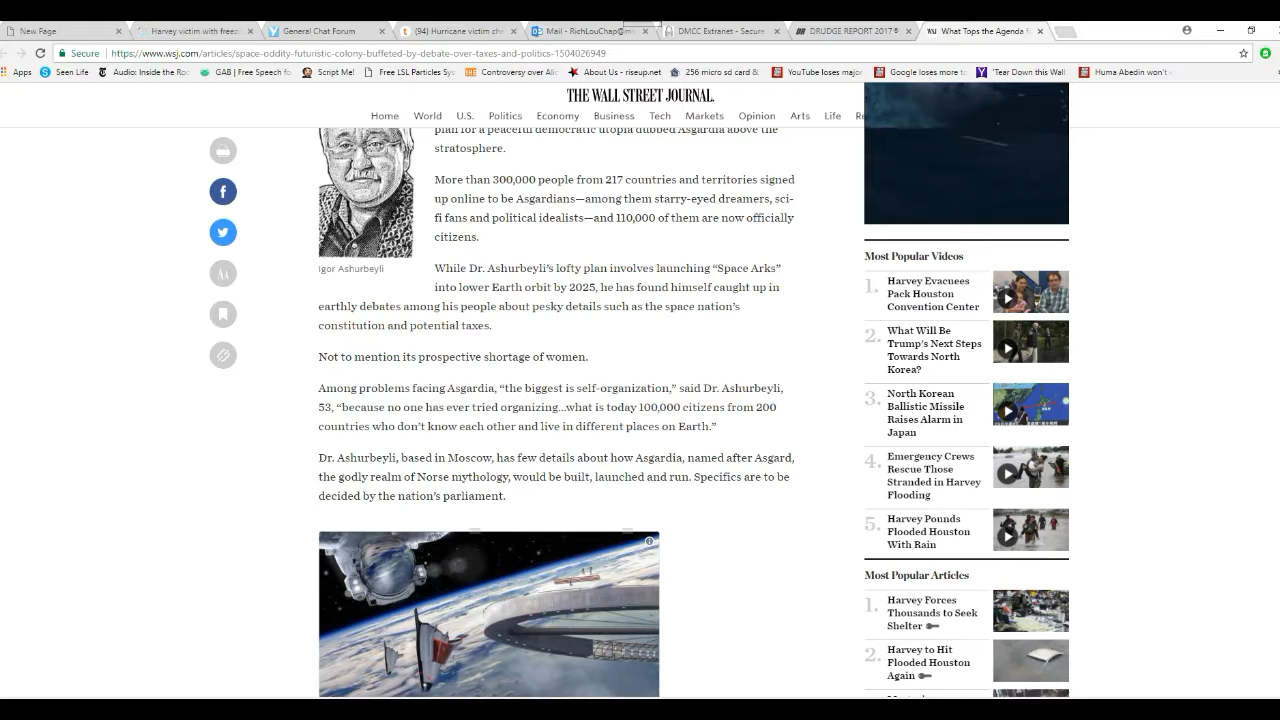 New Page
Harvey victim with freez
General Chat Forum
(94) Hurricane victim che
Mail - RichLouChap@ms
DMCC Extranet - Secure
DRUDGE REPORT 2017®
WSJ What Tops the Agenda f
Secure https://www.wsj.com/articles/space-oddity-futuristic-colony-buffeted-by-debate-over-taxes-and-politics-1504026949
Apps Seen Life Audio: Inside the Ro GAB | Free Speech fo Script Me! Free LSL Particles Sys Controversy over Alic About Us - riseup.net 256 micro sd card & YouTube loses major Google loses more to 'Tear Down this Wall Huma Abedin won't
THE WALL STREET JOURNAL.
Home World U.S. Politics Economy Business Tech Markets Opinion Arts Life Re
plan for a peaceful democratic utopia dubbed Asgardia above the
stratosphere.
More than 300,000 people from 217 countries and territories signed
up online to be Asgardians—among them starry-eyed dreamers, sci-
fi fans and political idealists—and 110,000 of them are now officially
citizens.
Igor Ashurbeyli
While Dr. Ashurbeyli's lofty plan involves launching “Space Arks”
into lower Earth orbit by 2025, he has found himself caught up in
earthly debates among his people about pesky details such as the space nation's
constitution and potential taxes.
Not to mention its prospective shortage of women.
Among problems facing Asgardia, “the biggest is self-organization,” said Dr. Ashurbeyli,
53, “because no one has ever tried organizing…what is today 100,000 citizens from 200
countries who don't know each other and live in different places on Earth.”
Dr. Ashurbeyli, based in Moscow, has few details about how Asgardia, named after Asgard,
the godly realm of Norse mythology, would be built, launched and run. Specifics are to be
decided by the nation's parliament.
Most Popular Videos
1. Harvey Evacuees
Pack Houston
Convention Center
2. What Will Be
Trump's Next Steps
Towards North
Korea?
3. North Korean
Ballistic Missile
Raises Alarm in
Japan
4. Emergency Crews
Rescue Those
Stranded in Harvey
Flooding
5. Harvey Pounds
Flooded Houston
With Rain
Most Popular Articles
1. Harvey Forces
Thousands to Seek
Shelter
2. Harvey to Hit
Flooded Houston
Again